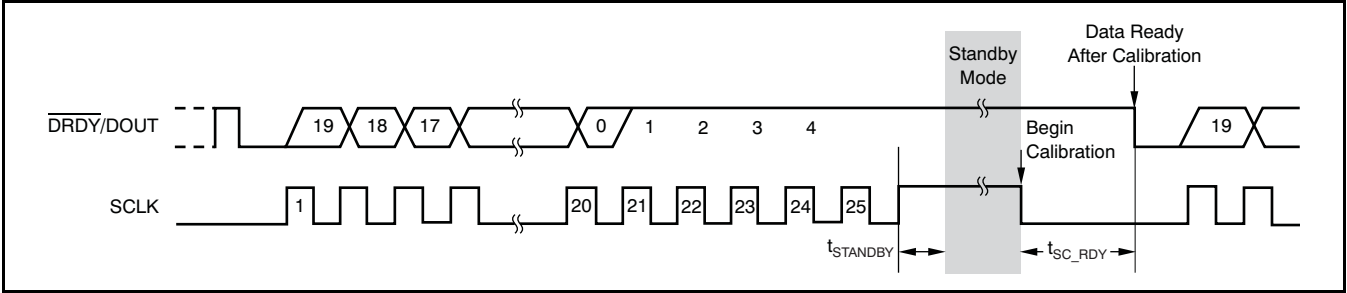 Data Ready
After Calibration
Standby
Mode
DRDY/DOUT
19 18 17 0 1 2 3 4 19
Begin
Calibration
SCLK
1 20 21 22 23 24 25
tSTANDBY
tSC_RDY